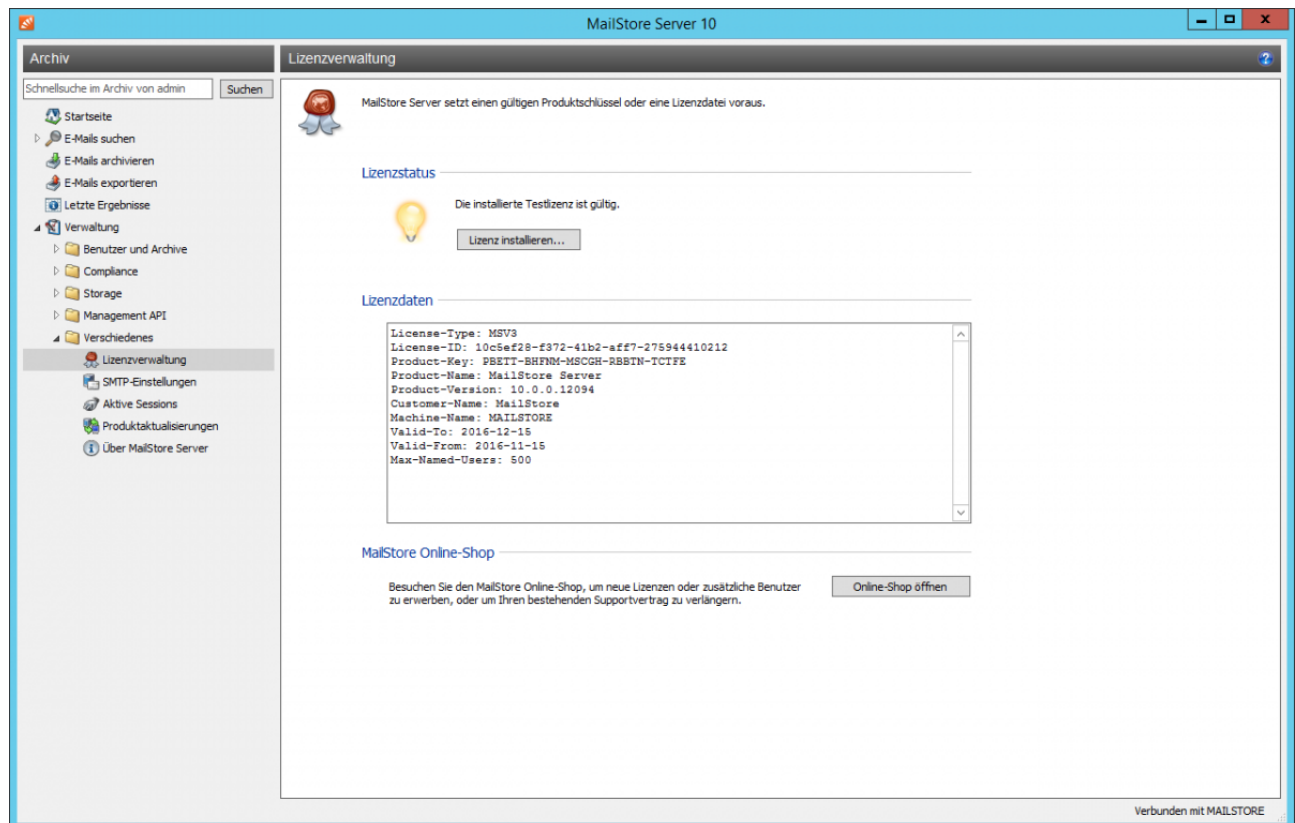 MailStore Server 10
Archiv
Schnellsuche im Archiv von admin
Suchen
Startseite
E-Mails suchen
E-Mails archivieren
E-Mails exportieren
Letzte Ergebnisse
Verwaltung
Benutzer und Archive
Compliance
Storage
Management API
Verschiedenes
Lizenzverwaltung
SMTP-Einstellungen
Aktive Sessions
Produktaktualisierungen
Über MailStore Server
Lizenzverwaltung
MailStore Server setzt einen gültigen Produktschlüssel oder eine Lizenzdatei voraus.
Lizenzstatus
Die installierte Testlizenz ist gültig.
Lizenz installieren...
Lizenzdaten
License-Type: MSV3
License-ID: 10c5ef28-f372-41b2-aff7-275944410212
Product-Key: PBETT-BHFNM-MSCGH-RBBTN-TCTFE
Product-Name: MailStore Server
Product-Version: 10.0.0.12094
Customer-Name: MailStore
Machine-Name: MAILSTORE
Valid-To: 2016-12-15
Valid-From: 2016-11-15
Max-Named-Users: 500
MailStore Online-Shop
Besuchen Sie den MailStore Online-Shop, um neue Lizenzen oder zusätzliche Benutzer
zu erwerben, oder um Ihren bestehenden Supportvertrag zu verlängern.
Online-Shop öffnen
Verbunden mit MAILSTORE